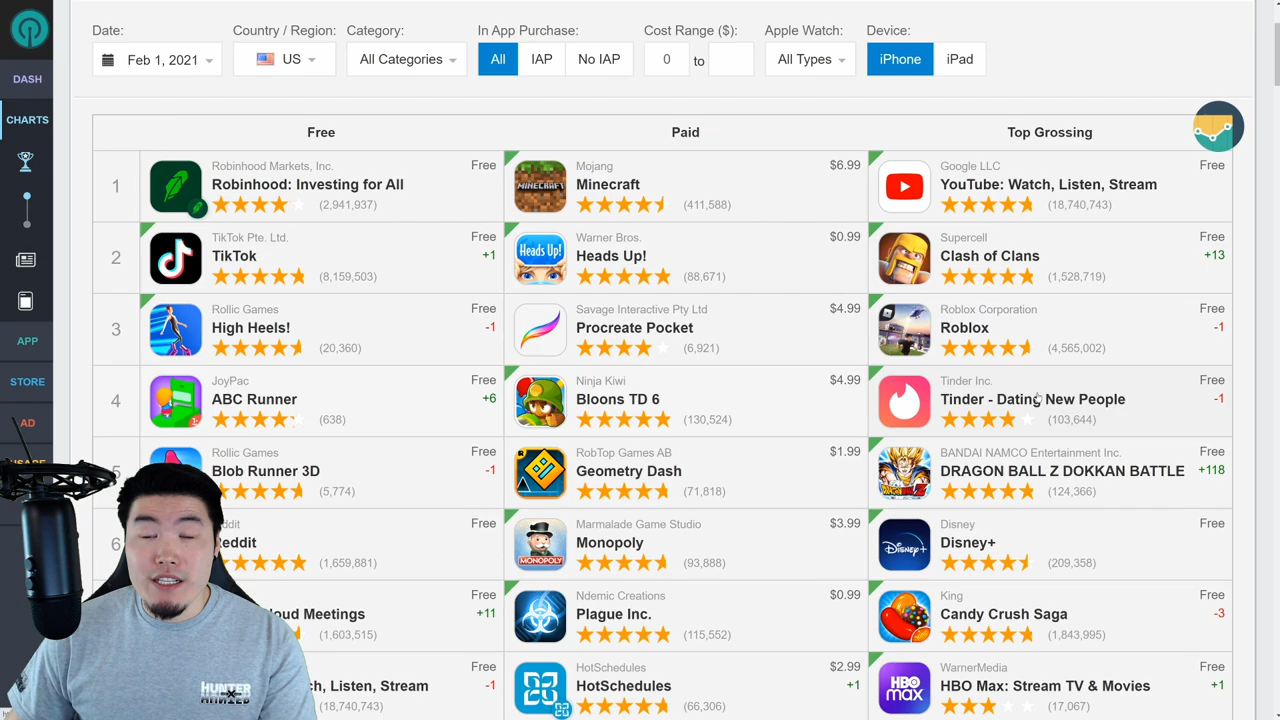 Date:
Country / Region:
Category:
In App Purchase:
Cost Range ($):
Apple Watch:
Device:
Feb 1, 2021
US
All Categories
All
IAP
No IAP
0
to
All Types
iPhone
iPad
DASH
CHARTS
APP
STORE
AD
Free
Paid
Top Grossing
1
Robinhood Markets, Inc.
Free
Robinhood: Investing for All
(2,941,937)
Mojang
$6.99
Minecraft
MINECRAFT
(411,588)
Google LLC
Free
YouTube: Watch, Listen, Stream
(18,740,743)
2
TikTok Pte. Ltd.
Free
TikTok
+1
(8,159,503)
Warner Bros.
$0.99
Heads Up!
Heads Up!
(88,671)
Supercell
Free
Clash of Clans
+13
(1,528,719)
3
Rollic Games
Free
High Heels!
-1
(20,360)
Savage Interactive Pty Ltd
$4.99
Procreate Pocket
(6,921)
Roblox Corporation
Free
Roblox
-1
(4,565,002)
4
JoyPac
Free
ABC Runner
+6
(638)
Ninja Kiwi
$4.99
Bloons TD 6
(130,524)
Tinder Inc.
Free
Tinder - Dating New People
-1
(103,644)
5
Rollic Games
Free
Blob Runner 3D
-1
(5,774)
RobTop Games AB
$1.99
Geometry Dash
(71,818)
BANDAI NAMCO Entertainment Inc.
Free
DRAGON BALL Z DOKKAN BATTLE
+118
(124,366)
6
Free
(1,659,881)
Marmalade Game Studio
$3.99
Monopoly
MONOPOLY
(93,888)
Disney
Free
Disney+
Disney+
(209,358)
Free
Meetings
+11
(1,603,515)
Ndemic Creations
$0.99
Plague Inc.
(115,552)
King
Free
Candy Crush Saga
-3
(1,843,995)
Free
Listen, Stream
-1
(18,740,743)
HotSchedules
$2.99
HotSchedules
+1
(66,306)
WarnerMedia
Free
HBO Max: Stream TV & Movies
+1
HBO
max
(17,067)
HUNTER